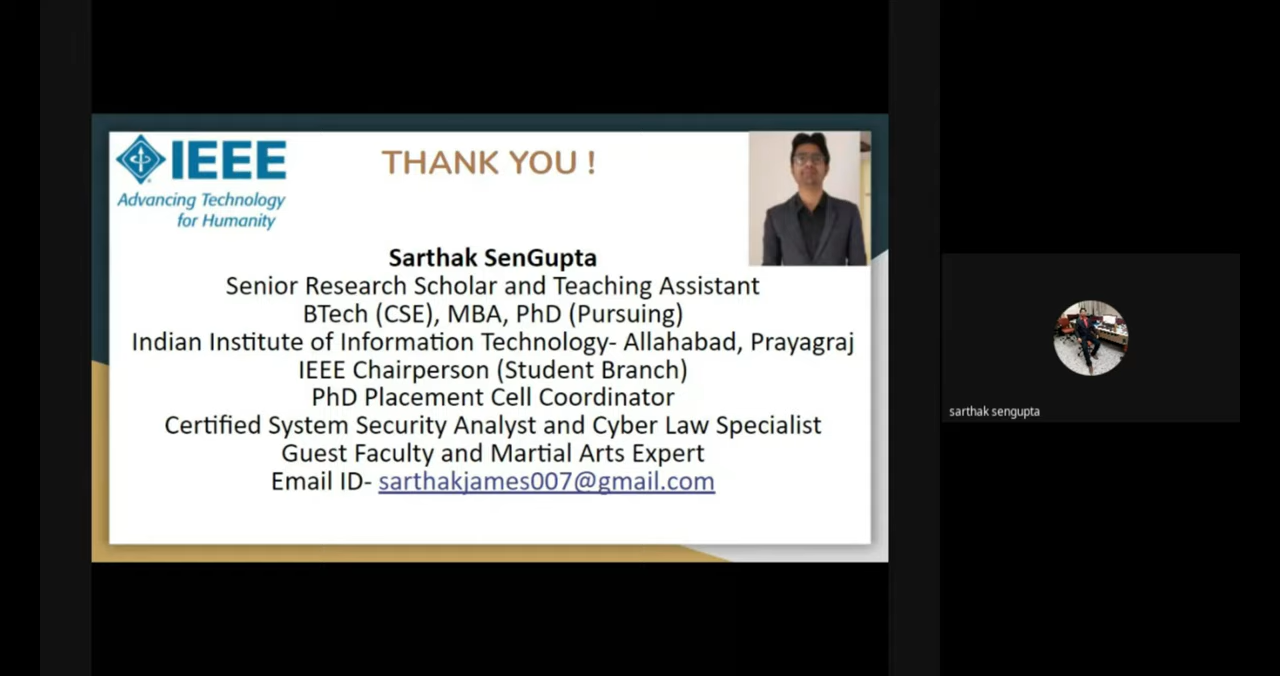 IEEE
Advancing Technology
for Humanity
THANK YOU !
Sarthak SenGupta
Senior Research Scholar and Teaching Assistant
BTech (CSE), MBA, PhD (Pursuing)
Indian Institute of Information Technology- Allahabad, Prayagraj
IEEE Chairperson (Student Branch)
PhD Placement Cell Coordinator
Certified System Security Analyst and Cyber Law Specialist
Guest Faculty and Martial Arts Expert
Email ID- sarthakjames007@gmail.com
sarthak sengupta